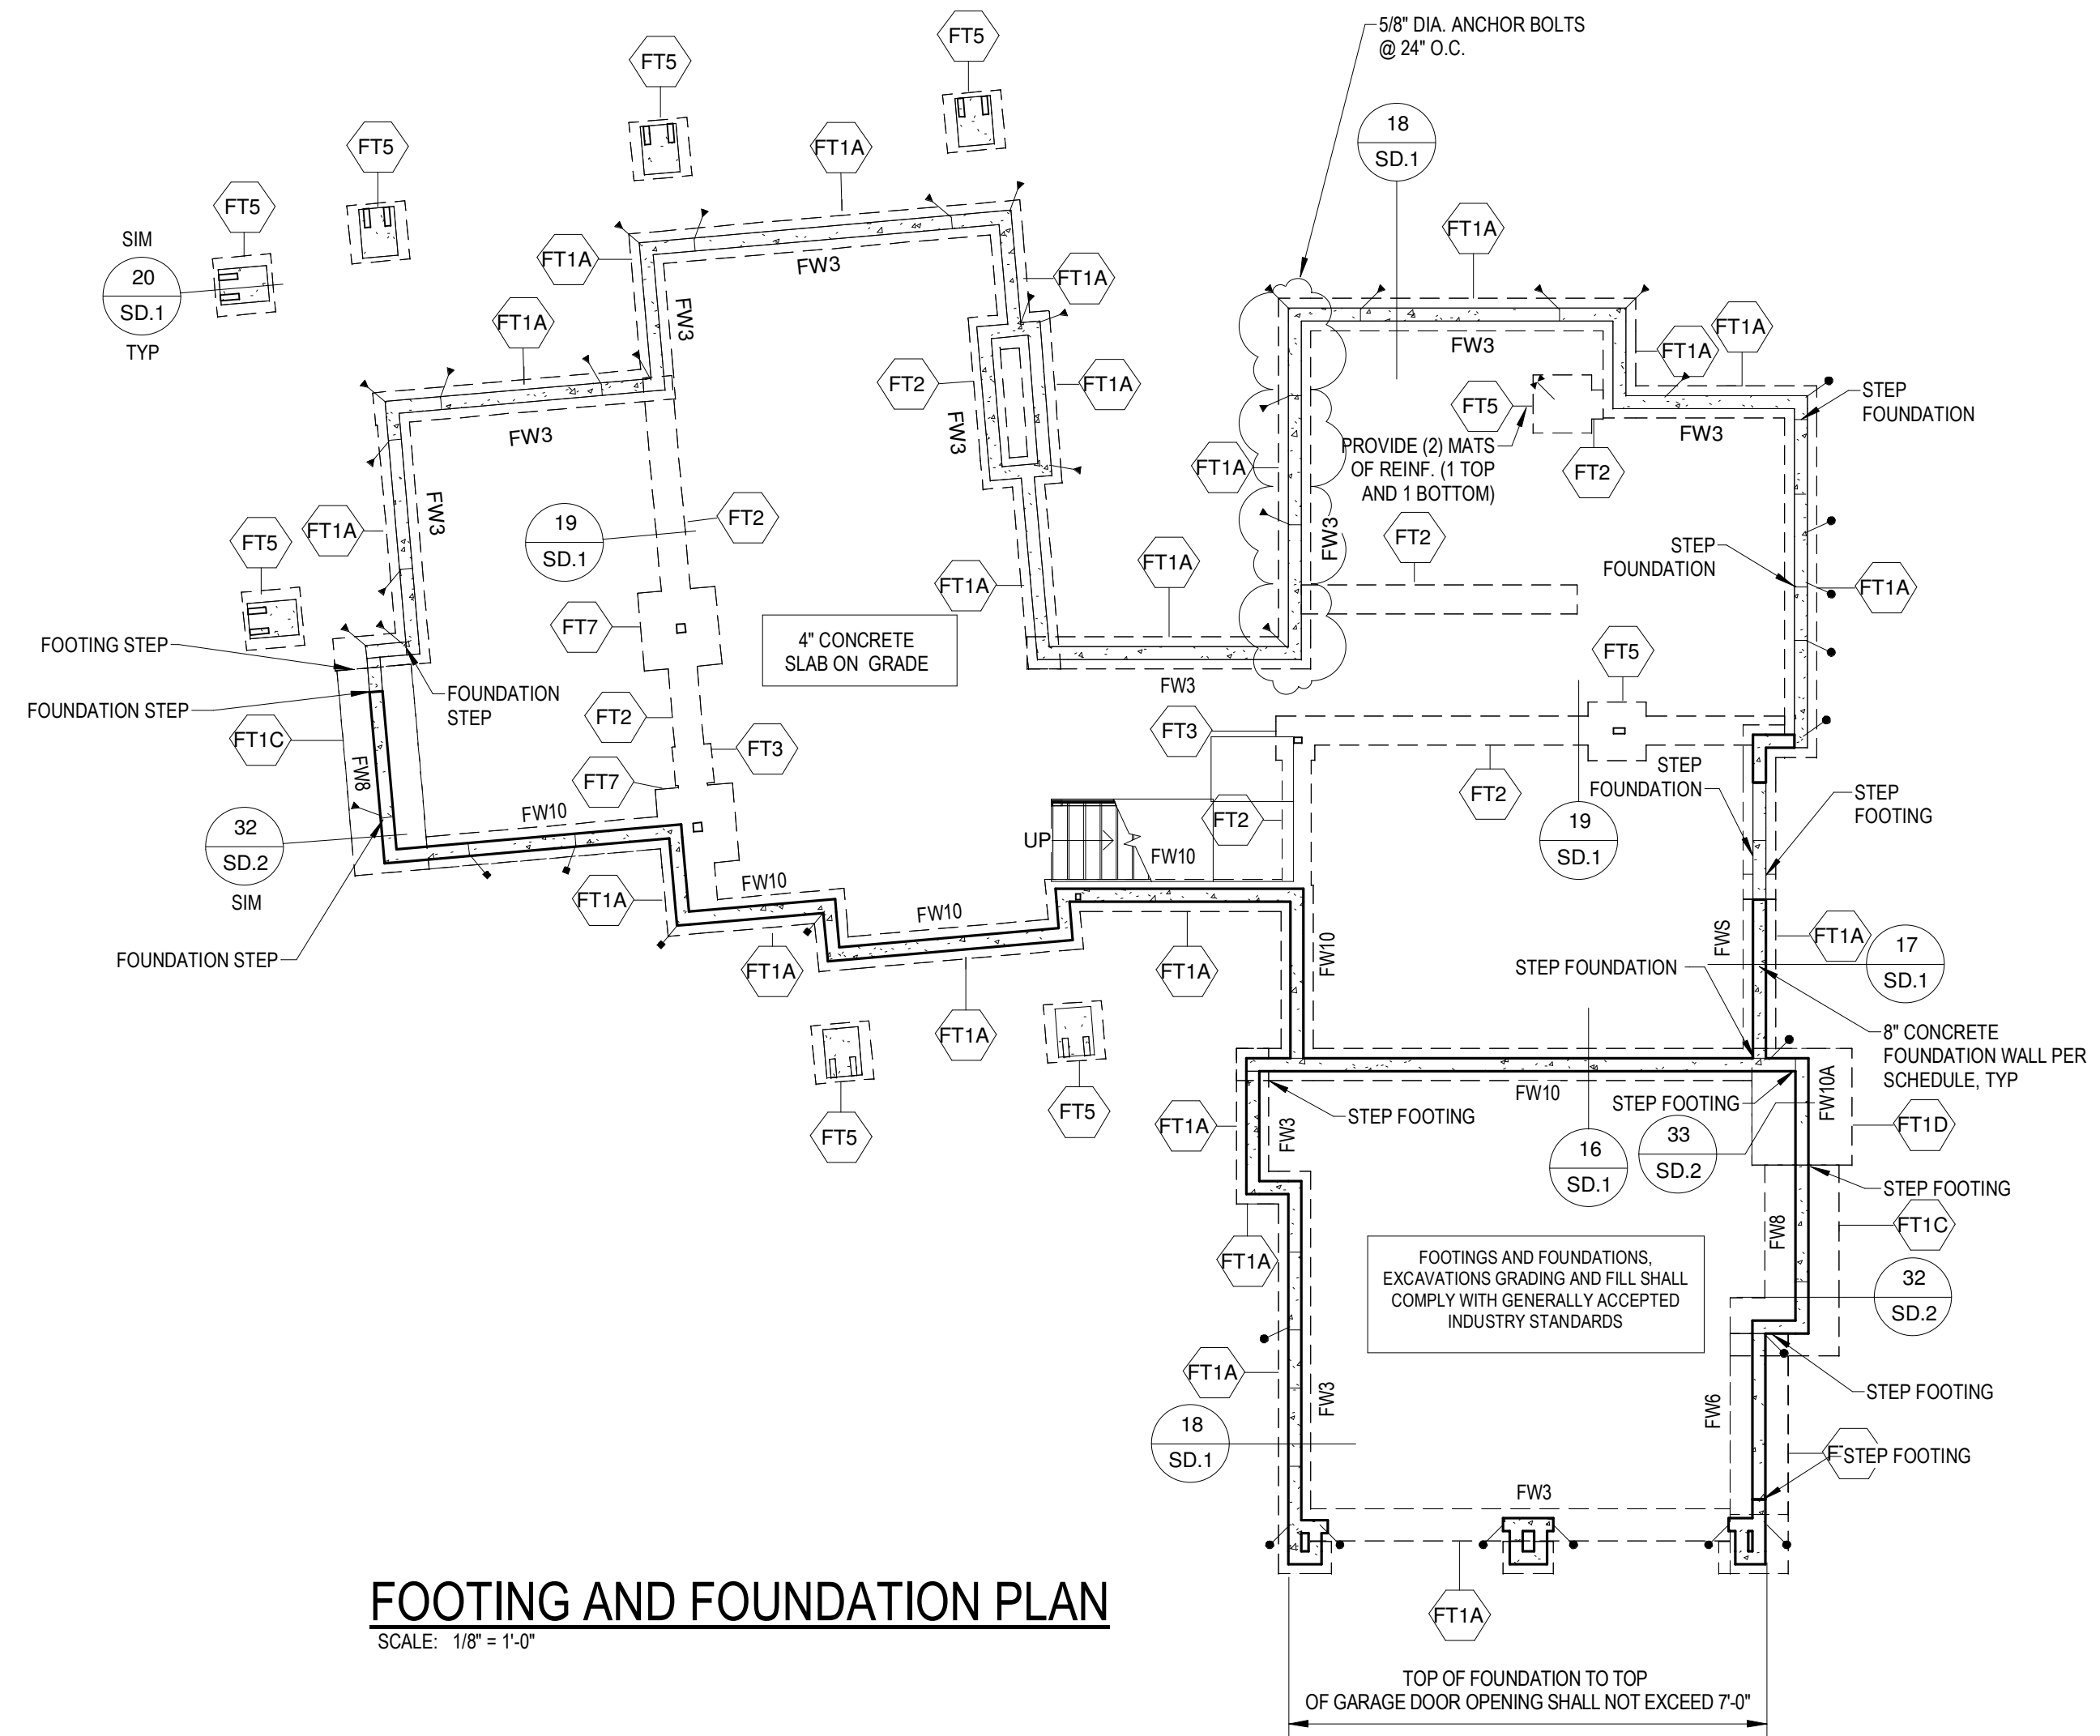 5/8" DIA. ANCHOR BOLTS
@ 24" O.C.
FT5
FT5
FT5
FT5
FT1A
18
SD.1
SIM
20
SD.1
TYP
FT1A
FT1A
FT1A
FT1A
FT1A
FT1A
FT1A
FW3
FW3
FW3
FW3
FT2
FT1A
FW3
FT5
FW3
STEP
FOUNDATION
PROVIDE (2) MATS
OF REINF. (1 TOP
AND 1 BOTTOM)
FT2
FT1A
FW3
FW3
FT1A
FW3
19
SD.1
FT2
FT5
FT2
FT1A
FT1A
FW3
STEP
FOUNDATION
FT1A
FT7
4" CONCRETE
SLAB ON GRADE
FOOTING STEP
FOUNDATION STEP
FOUNDATION
STEP
FW3
FT5
FT1C
FT2
FT3
FT3
FT7
FW8
FT2
STEP
FOUNDATION
STEP
FOOTING
32
SD.2
SIM
FW10
UP
FT2
FW10
19
SD.1
FT1A
FW10
FW10
FOUNDATION STEP
FT1A
FT1A
FT1A
FW10
FWS
FT1A
17
SD.1
STEP FOUNDATION
8" CONCRETE
FOUNDATION WALL PER
SCHEDULE, TYP
FT1A
FT5
FT5
FT1A
FW3
STEP FOOTING
FW10
STEP FOOTING
FW10A
FT1D
16
SD.1
33
SD.2
STEP FOOTING
FT1A
FW8
FT1C
FOOTINGS AND FOUNDATIONS,
EXCAVATIONS GRADING AND FILL SHALL
COMPLY WITH GENERALLY ACCEPTED
INDUSTRY STANDARDS
32
SD.2
FT1A
FW3
FW6
STEP FOOTING
18
SD.1
STEP FOOTING
FW3
FT1A
FOOTING AND FOUNDATION PLAN
SCALE: 1/8" = 1'-0"
TOP OF FOUNDATION TO TOP
OF GARAGE DOOR OPENING SHALL NOT EXCEED 7'-0"